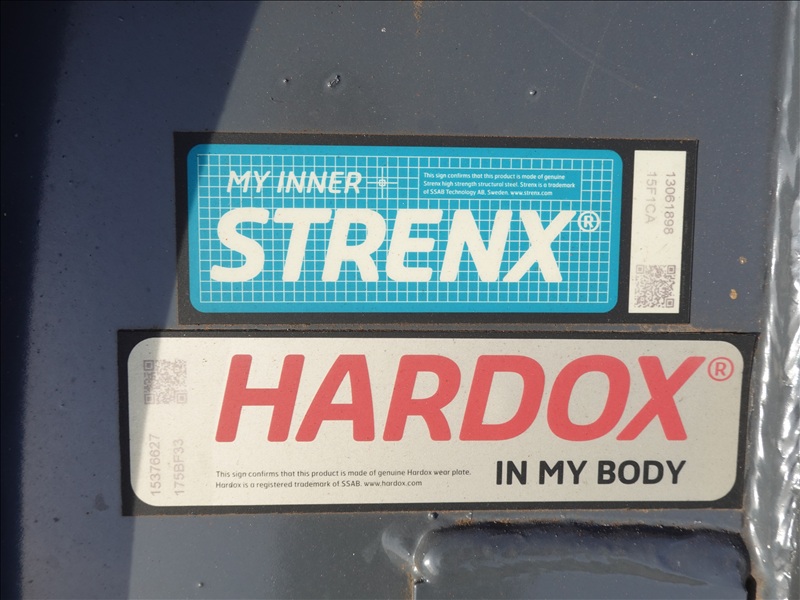 MY INNER
This sign confirms that this product is made of genuine
Strenx high strength structural steel. Strenx is a trademark
of SSAB Technology AB, Sweden. www.strenx.com
STRENX®
13061898
15F1CA
HARDOX®
IN MY BODY
This sign confirms that this product is made of genuine Hardox wear plate.
Hardox is a registered trademark of SSAB. www.hardox.com
15376627
175BF33